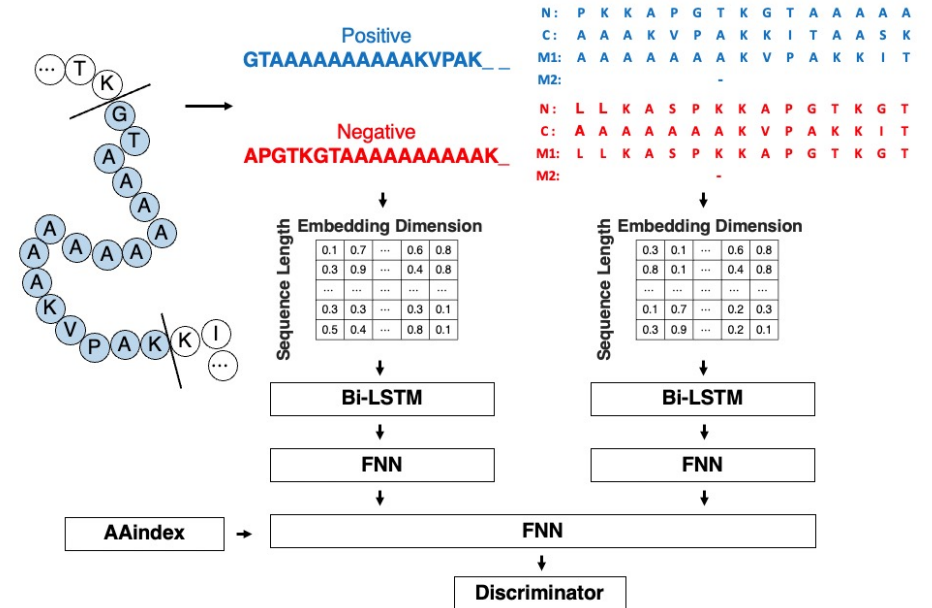 N: P K K A P G T K G T A A A A A
C: A A A K V P A K K I T A A S K
M1: A A A A A A A K V P A K K I T
M2: -
Positive
GTAAAAAAAAAAKVPAK_ _
N: L L K A S P K K A P G T K G T
C: A A A A A A A K V P A K K I T
M1: L L K A S P K K A P G T K G T
M2: -
Negative
APGTKGTAAAAAAAAAAK_
... T K
G T A A A A A A A A A A K V P A K
K I ...
Embedding Dimension
Sequence Length
0.1 0.7 ... 0.6 0.8
0.3 0.9 ... 0.4 0.8
... ... ... ...
0.3 0.3 ... 0.3 0.1
0.5 0.4 ... 0.8 0.1
Embedding Dimension
Sequence Length
0.3 0.1 ... 0.6 0.8
0.8 0.1 ... 0.4 0.8
... ... ... ...
0.1 0.7 ... 0.2 0.3
0.3 0.9 ... 0.2 0.1
Bi-LSTM
Bi-LSTM
FNN
FNN
AAindex
FNN
Discriminator